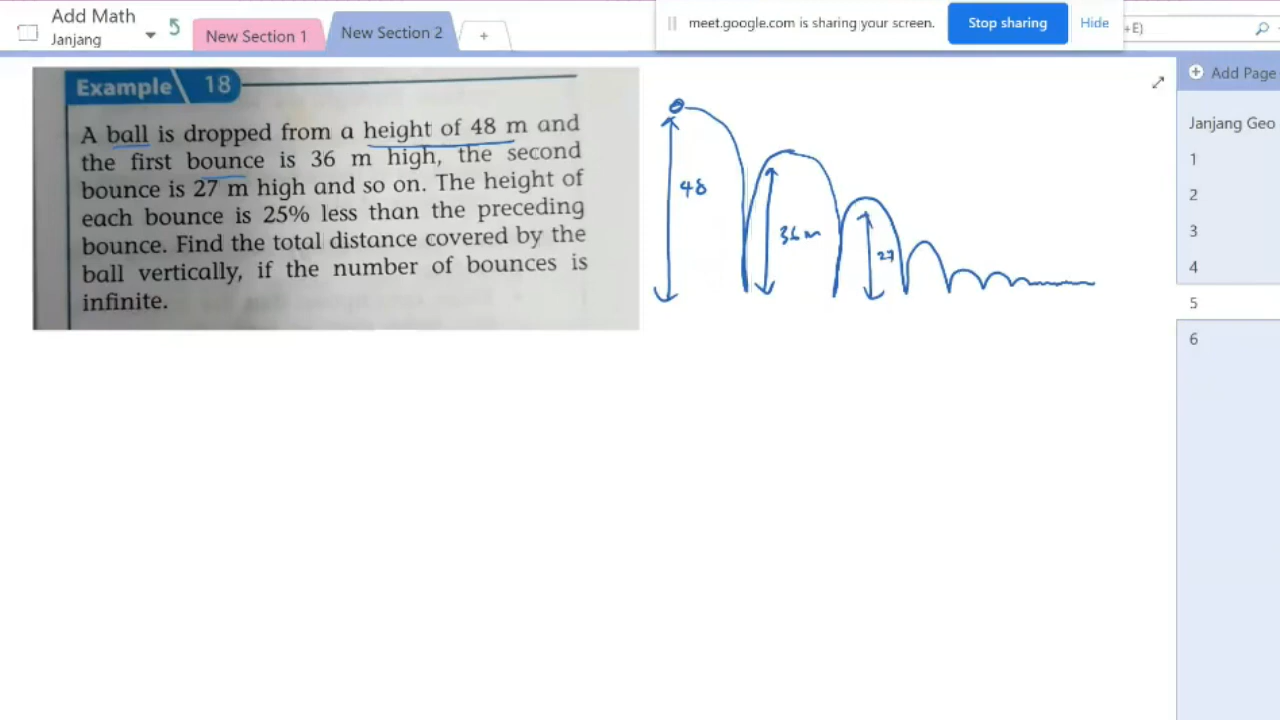 Add Math
Janjang
New Section 1
New Section 2
+
meet.google.com is sharing your screen.
Stop sharing
Hide
+E)
Add Page
Example 18
A ball is dropped from a height of 48 m and
the first bounce is 36 m high, the second
bounce is 27 m high and so on. The height of
each bounce is 25% less than the preceding
bounce. Find the total distance covered by the
ball vertically, if the number of bounces is
infinite.
48
36 m
27
Janjang Geo
1
2
3
4
5
6